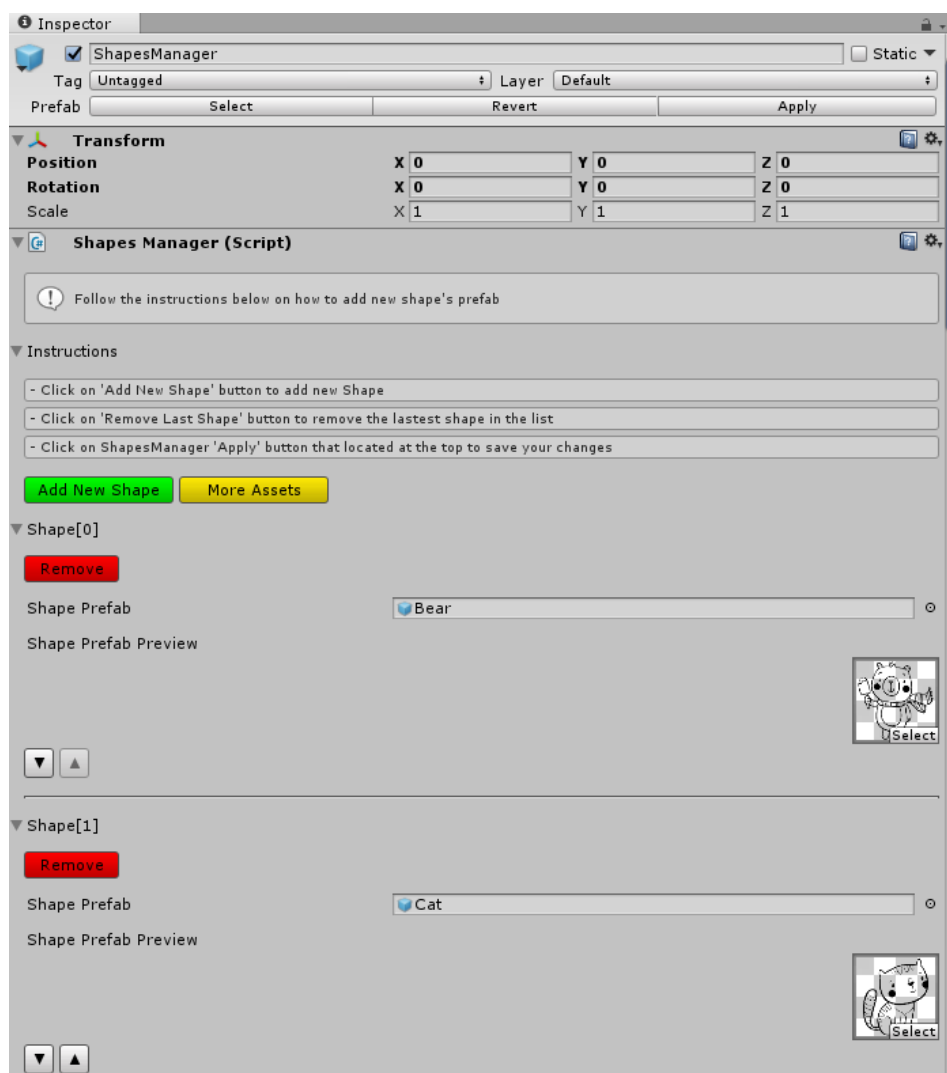 Inspector
ShapesManager Static
Tag Untagged Layer Default
Prefab Select Revert Apply
Transform
Position X 0 Y 0 Z 0
Rotation X 0 Y 0 Z 0
Scale X 1 Y 1 Z 1
Shapes Manager (Script)
Follow the instructions below on how to add new shape's prefab
Instructions
- Click on 'Add New Shape' button to add new Shape
- Click on 'Remove Last Shape' button to remove the lastest shape in the list
- Click on ShapesManager 'Apply' button that located at the top to save your changes
Add New Shape More Assets
Shape[0]
Remove
Shape Prefab Bear
Shape Prefab Preview
Select
Shape[1]
Remove
Shape Prefab Cat
Shape Prefab Preview
Select